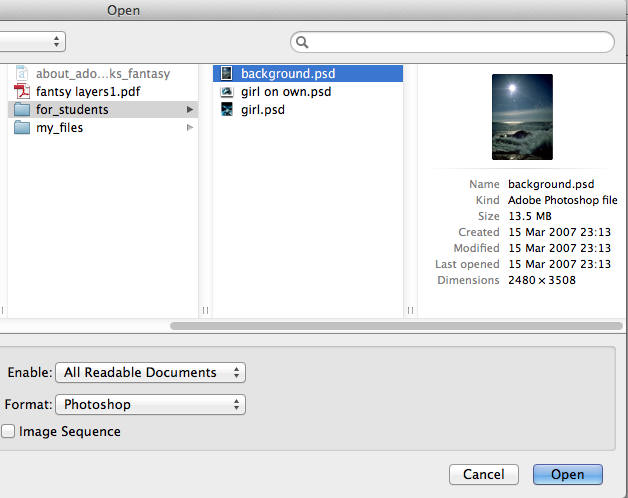 Open
about_ado...ks_fantasy
fantsy layers1.pdf
for_students
my_files
background.psd
girl on own.psd
girl.psd
Name background.psd
Kind Adobe Photoshop file
Size 13.5 MB
Created 15 Mar 2007 23:13
Modified 15 Mar 2007 23:13
Last opened 15 Mar 2007 23:13
Dimensions 2480 × 3508
Enable: All Readable Documents
Format: Photoshop
Image Sequence
Cancel Open